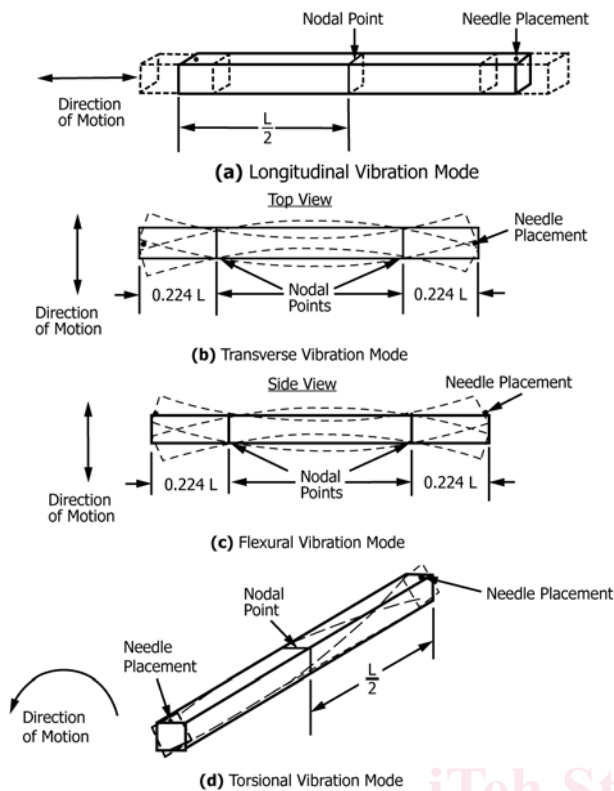 Nodal Point
Needle Placement
Direction
of Motion
L
2
(a) Longitudinal Vibration Mode
Top View
Needle
Placement
Direction
of Motion
0.224 L
Nodal
Points
0.224 L
(b) Transverse Vibration Mode
Side View
Needle Placement
Direction
of Motion
0.224 L
Nodal
Points
0.224 L
(c) Flexural Vibration Mode
Nodal
Point
Needle Placement
Needle
Placement
L
2
Direction
of Motion
(d) Torsional Vibration Mode
iTeh St